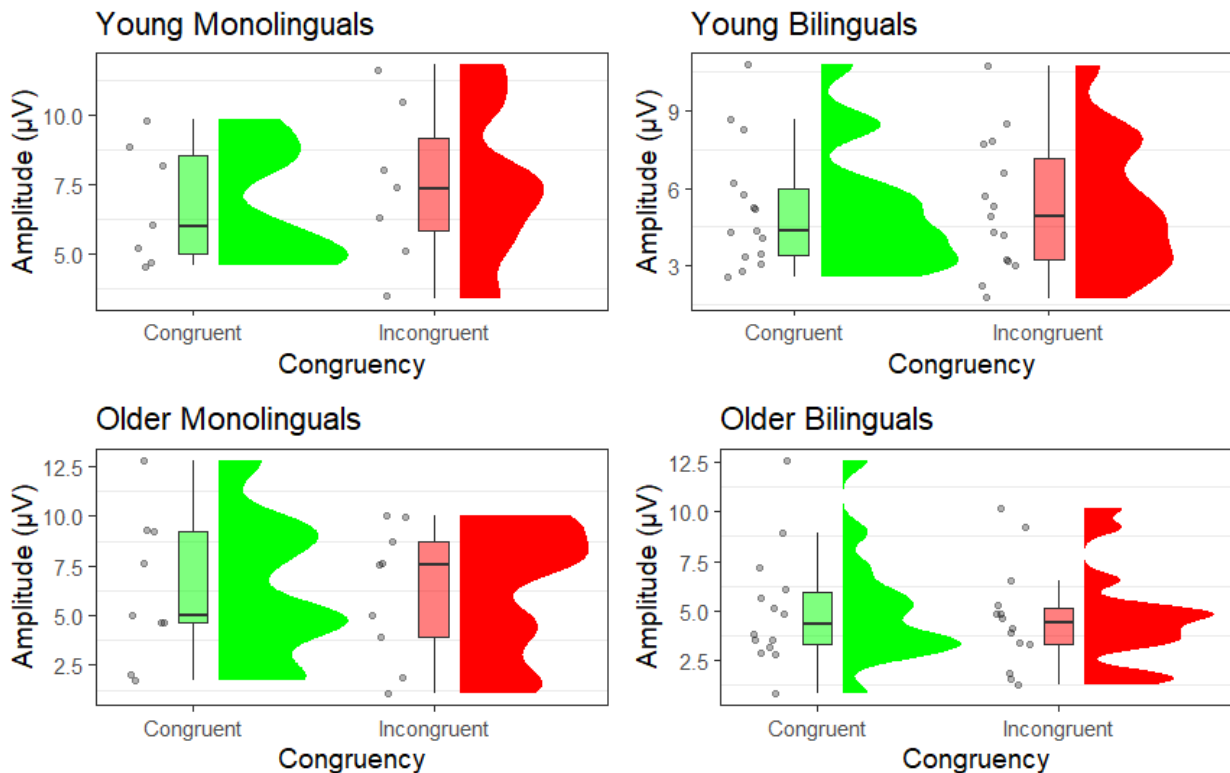 Young Monolinguals
Amplitude (µV)
10.0
7.5
5.0
Congruent Incongruent
Congruency
Young Bilinguals
Amplitude (µV)
9
6
3
Congruent Incongruent
Congruency
Older Monolinguals
Amplitude (µV)
12.5
10.0
7.5
5.0
2.5
Congruent Incongruent
Congruency
Older Bilinguals
Amplitude (µV)
12.5
10.0
7.5
5.0
2.5
Congruent Incongruent
Congruency